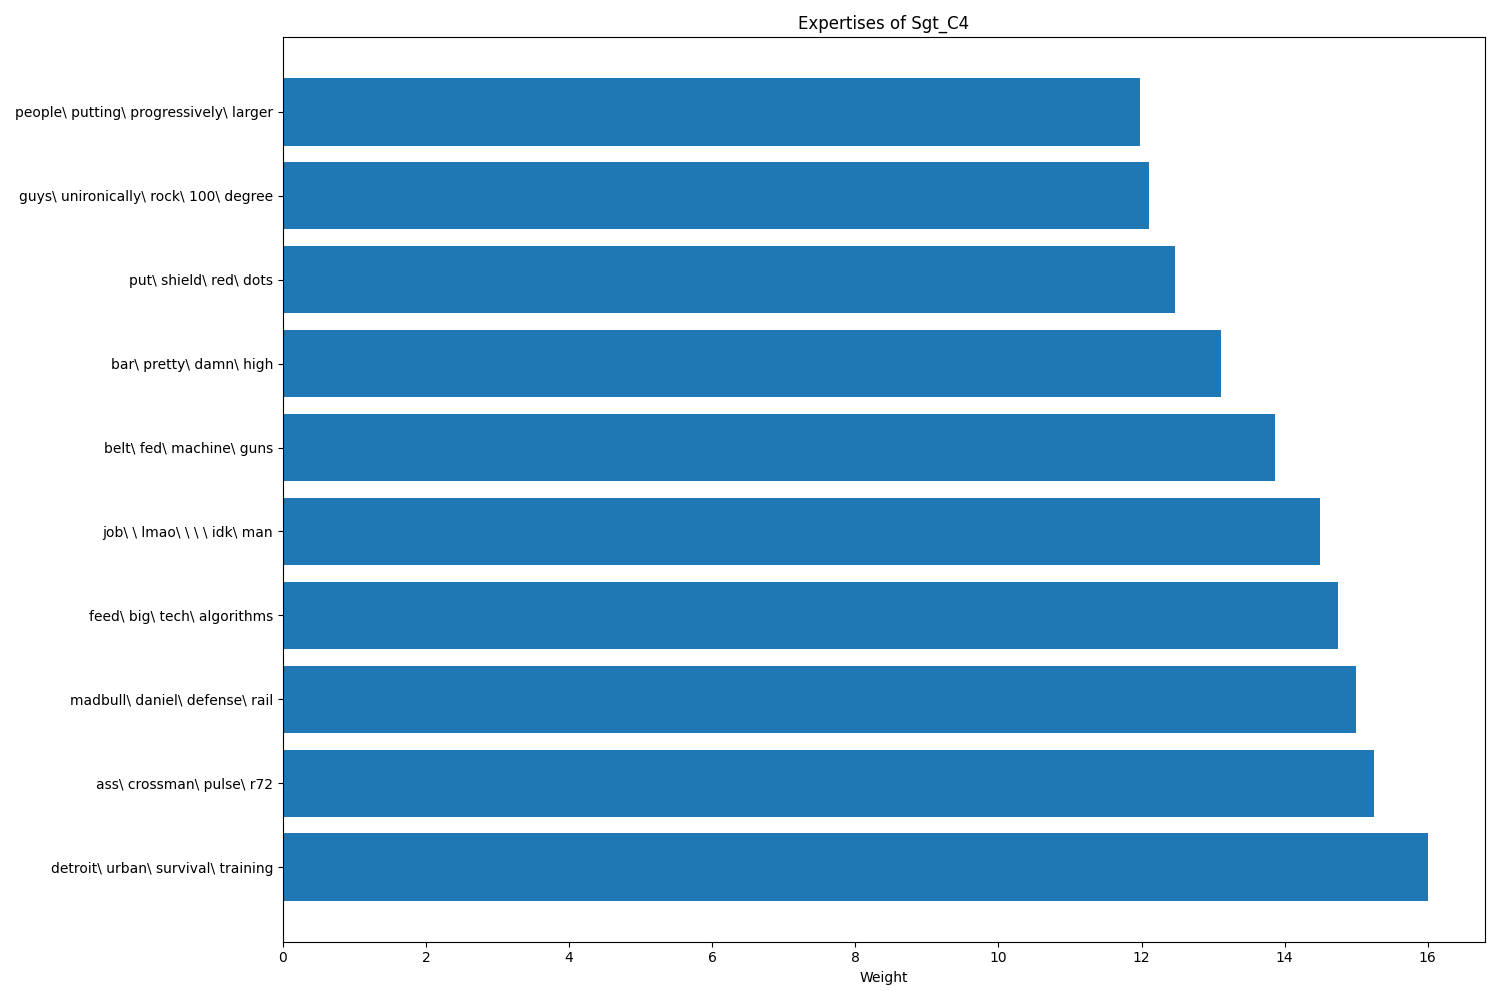 Expertises of Sgt_C4
people\ putting\ progressively\ larger
guys\ unironically\ rock\ 100\ degree
put\ shield\ red\ dots
bar\ pretty\ damn\ high
belt\ fed\ machine\ guns
job\ \ lmao\ \ \ \ idk\ man
feed\ big\ tech\ algorithms
madbull\ daniel\ defense\ rail
ass\ crossman\ pulse\ r72
detroit\ urban\ survival\ training
0 2 4 6 8 10 12 14 16
Weight